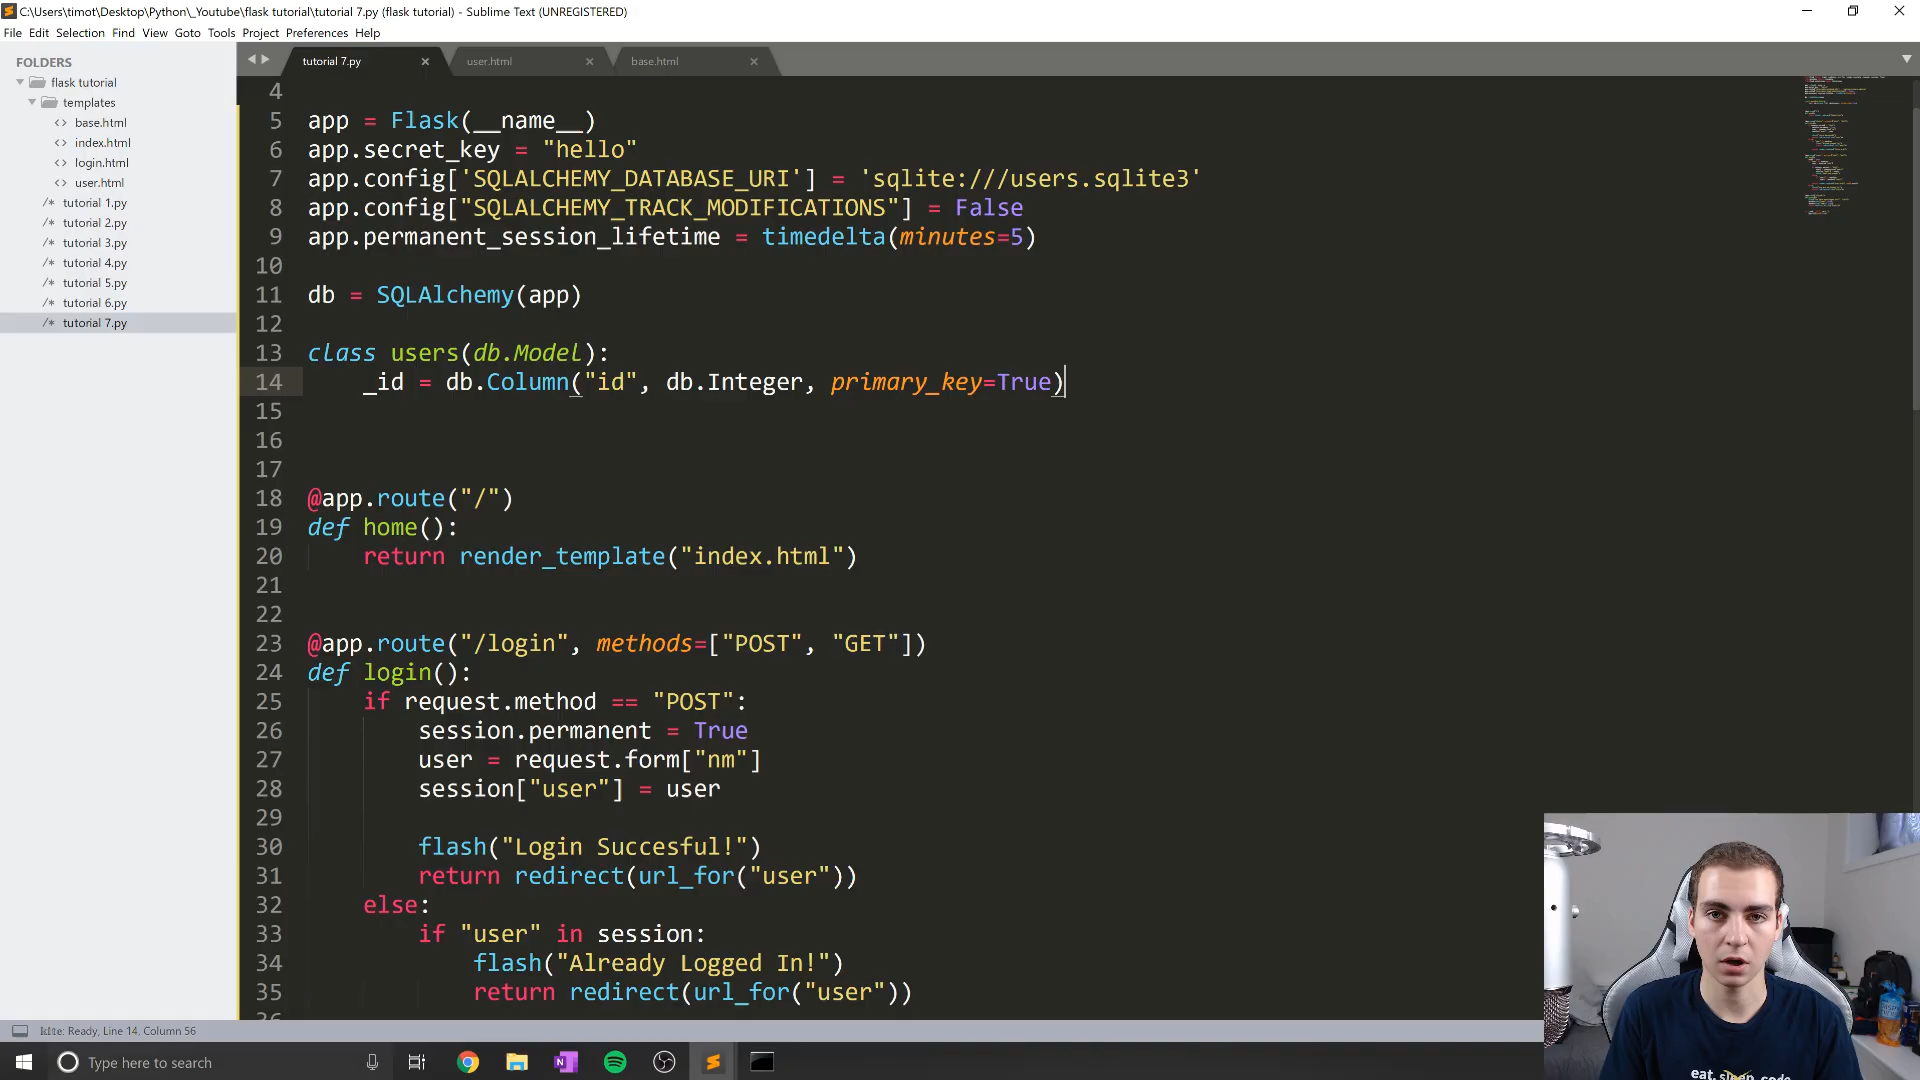 C:\Users\timot\Desktop\Python\_Youtube\flask tutorial\tutorial 7.py (flask tutorial) - Sublime Text (UNREGISTERED)
File Edit Selection Find View Goto Tools Project Preferences Help
FOLDERS
flask tutorial
templates
base.html
index.html
login.html
user.html
tutorial 1.py
tutorial 2.py
tutorial 3.py
tutorial 4.py
tutorial 5.py
tutorial 6.py
tutorial 7.py
tutorial 7.py user.html base.html
4
5 app = Flask(__name__)
6 app.secret_key = "hello"
7 app.config['SQLALCHEMY_DATABASE_URI'] = 'sqlite:///users.sqlite3'
8 app.config["SQLALCHEMY_TRACK_MODIFICATIONS"] = False
9 app.permanent_session_lifetime = timedelta(minutes=5)
10
11 db = SQLAlchemy(app)
12
13 class users(db.Model):
14 _id = db.Column("id", db.Integer, primary_key=True)
15
16
17
18 @app.route("/")
19 def home():
20 return render_template("index.html")
21
22
23 @app.route("/login", methods=["POST", "GET"])
24 def login():
25 if request.method == "POST":
26 session.permanent = True
27 user = request.form["nm"]
28 session["user"] = user
29
30 flash("Login Succesful!")
31 return redirect(url_for("user"))
32 else:
33 if "user" in session:
34 flash("Already Logged In!")
35 return redirect(url_for("user"))
kite: Ready, Line 14, Column 56
Type here to search
eat. sleep. code.